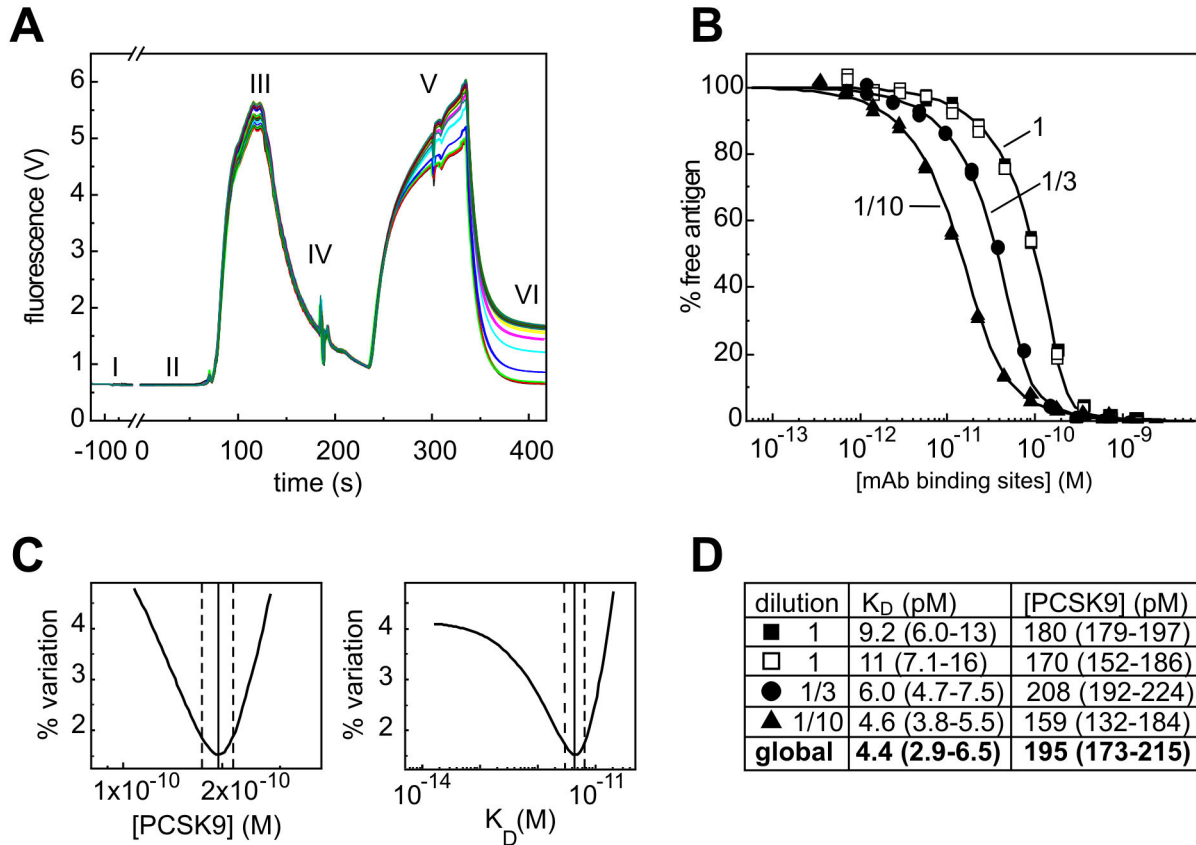 A
fluorescence (V)
6
5
4
3
2
1
0
I
II
III
IV
V
VI
-100 0 100 200 300 400
time (s)
B
% free antigen
100
80
60
40
20
0
1
1/3
1/10
10⁻¹³ 10⁻¹² 10⁻¹¹ 10⁻¹⁰ 10⁻⁹
[mAb binding sites] (M)
C
% variation
4
3
2
1x10⁻¹⁰ 2x10⁻¹⁰
[PCSK9] (M)
% variation
4
3
2
10⁻¹⁴ 10⁻¹¹
K_D(M)
D
dilution K_D (pM) [PCSK9] (pM)
■ 1 9.2 (6.0-13) 180 (179-197)
□ 1 11 (7.1-16) 170 (152-186)
● 1/3 6.0 (4.7-7.5) 208 (192-224)
▲ 1/10 4.6 (3.8-5.5) 159 (132-184)
global 4.4 (2.9-6.5) 195 (173-215)